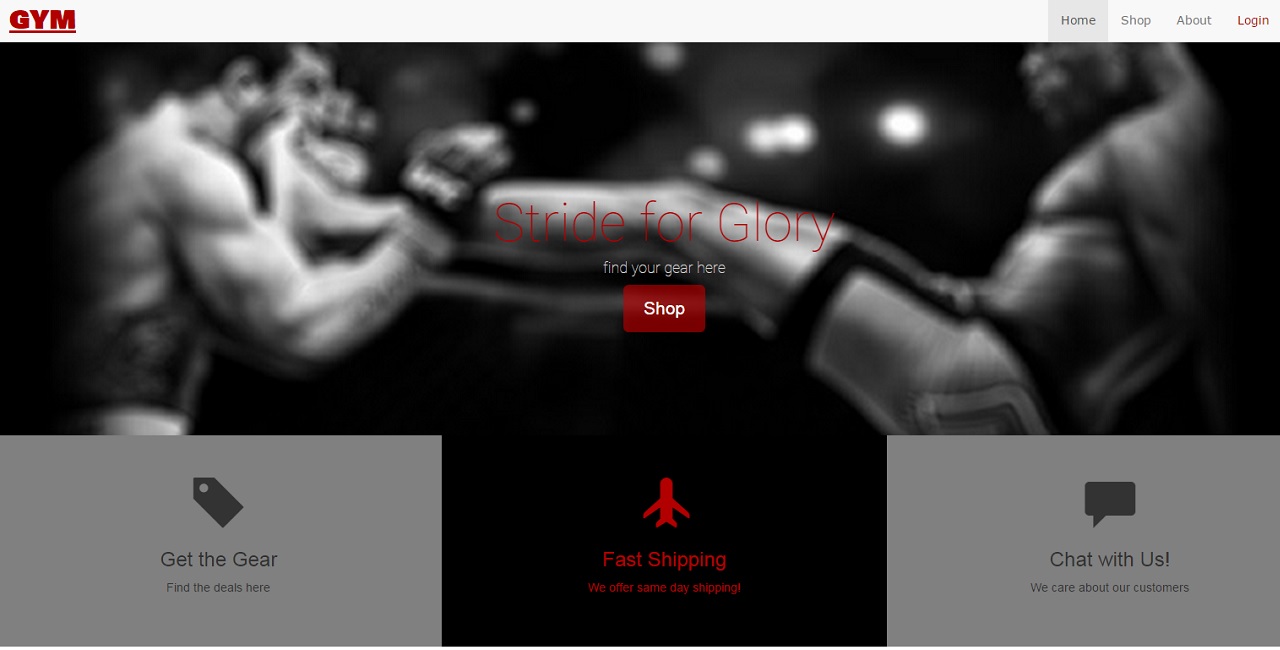 GYM
Home Shop About Login
Stride for Glory
find your gear here
Shop
Get the Gear
Find the deals here
Fast Shipping
We offer same day shipping!
Chat with Us!
We care about our customers